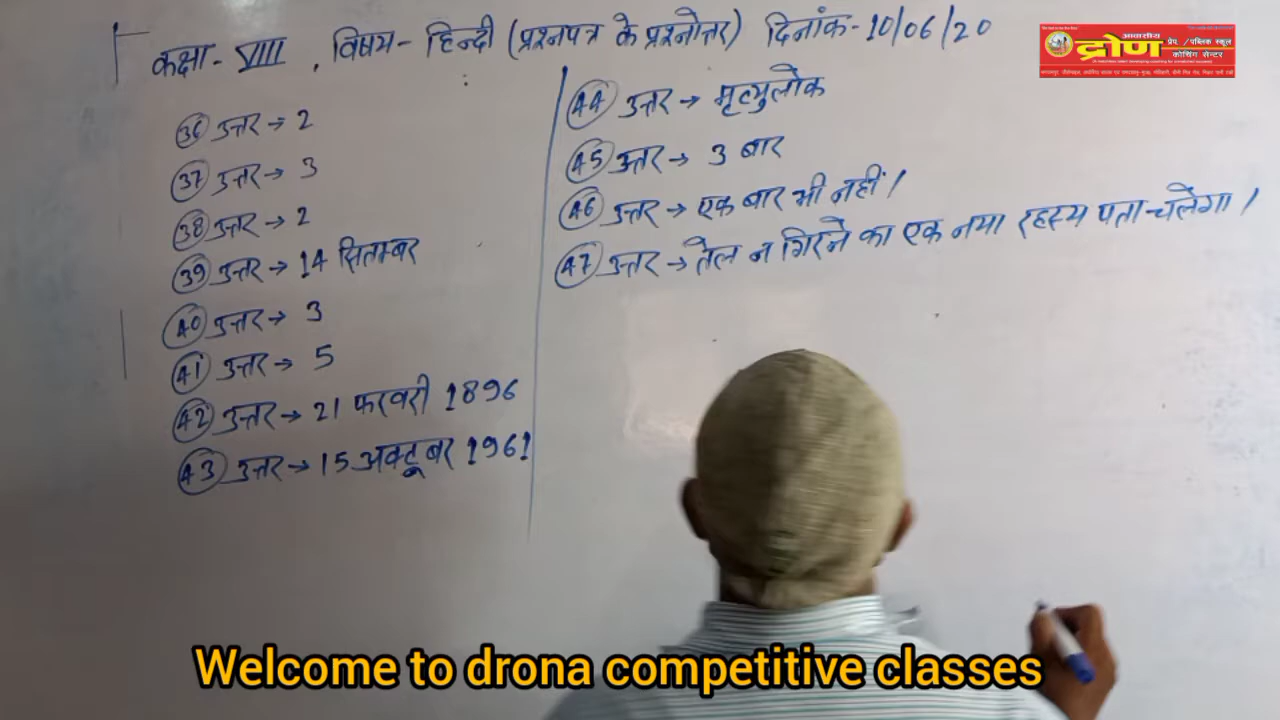 कक्षा- VIII , विषय- हिन्दी (प्रश्नपत्र के प्रश्नोत्तर) दिनांक-10/06/20
36 उत्तर → 2
37 उत्तर → 3
38 उत्तर → 2
39 उत्तर → 14 सितम्बर
40 उत्तर → 3
41 उत्तर → 5
42 उत्तर → 21 फरवरी 1896
43 उत्तर → 15 अक्टूबर 1961
44 उत्तर → मृत्युलोक
45 उत्तर → 3 बार
46 उत्तर → एक बार भी नहीं।
47 उत्तर → तेल न गिरने का एक नया रहस्य पता चलेगा।
आवासीय
द्रोण प्रेप. / पब्लिक स्कूल
कोचिंग सेन्टर
Welcome to drona competitive classes